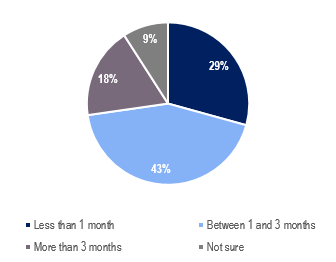 9%
29%
18%
43%
Less than 1 month
Between 1 and 3 months
More than 3 months
Not sure